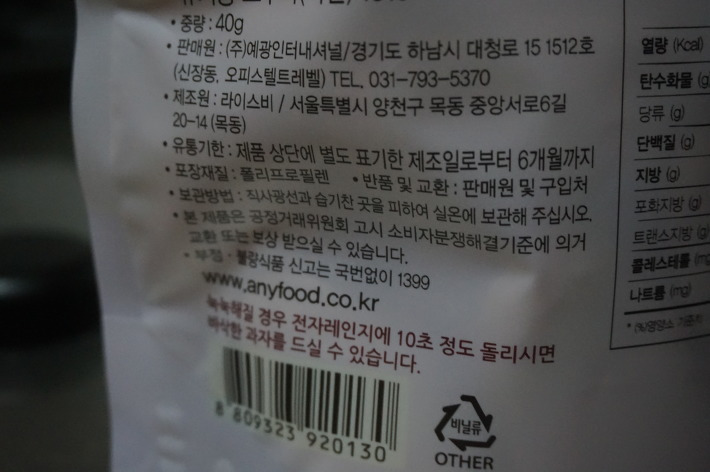 • 중량 : 40g
• 판매원 : (주)예광인터내셔널/경기도 하남시 대청로 15 1512호
(신장동, 오피스텔트레벨) TEL. 031-793-5370
• 제조원 : 라이스비 / 서울특별시 양천구 목동 중앙서로6길
20-14 (목동)
• 유통기한 : 제품 상단에 별도 표기한 제조일로부터 6개월까지
• 포장재질 : 폴리프로필렌 • 반품 및 교환 : 판매원 및 구입처
• 보관방법 : 직사광선과 습기찬 곳을 피하여 실온에 보관해 주십시오.
• 본 제품은 공정거래위원회 고시 소비자분쟁해결기준에 의거
교환 또는 보상 받으실 수 있습니다.
• 부정 · 불량식품 신고는 국번없이 1399
www.anyfood.co.kr
눅눅해질 경우 전자레인지에 10초 정도 돌리시면
바삭한 과자를 드실 수 있습니다.
8 809323 920130
비닐류
OTHER
열량 (Kcal)
탄수화물 (g
당류 (g)
단백질 (g)
지방 (g)
포화지방 (g)
트랜스지방 (g)
콜레스테롤 (mg
나트륨 (mg)
* (%)영양소 기준치